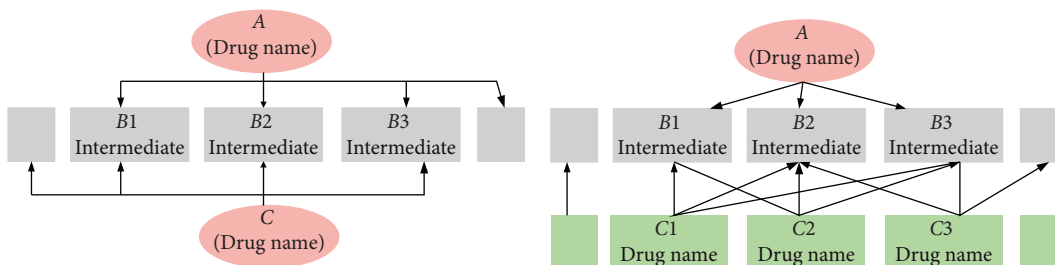 A
(Drug name)
B1
Intermediate
B2
Intermediate
B3
Intermediate
C
(Drug name)
A
(Drug name)
B1
Intermediate
B2
Intermediate
B3
Intermediate
C1
Drug name
C2
Drug name
C3
Drug name